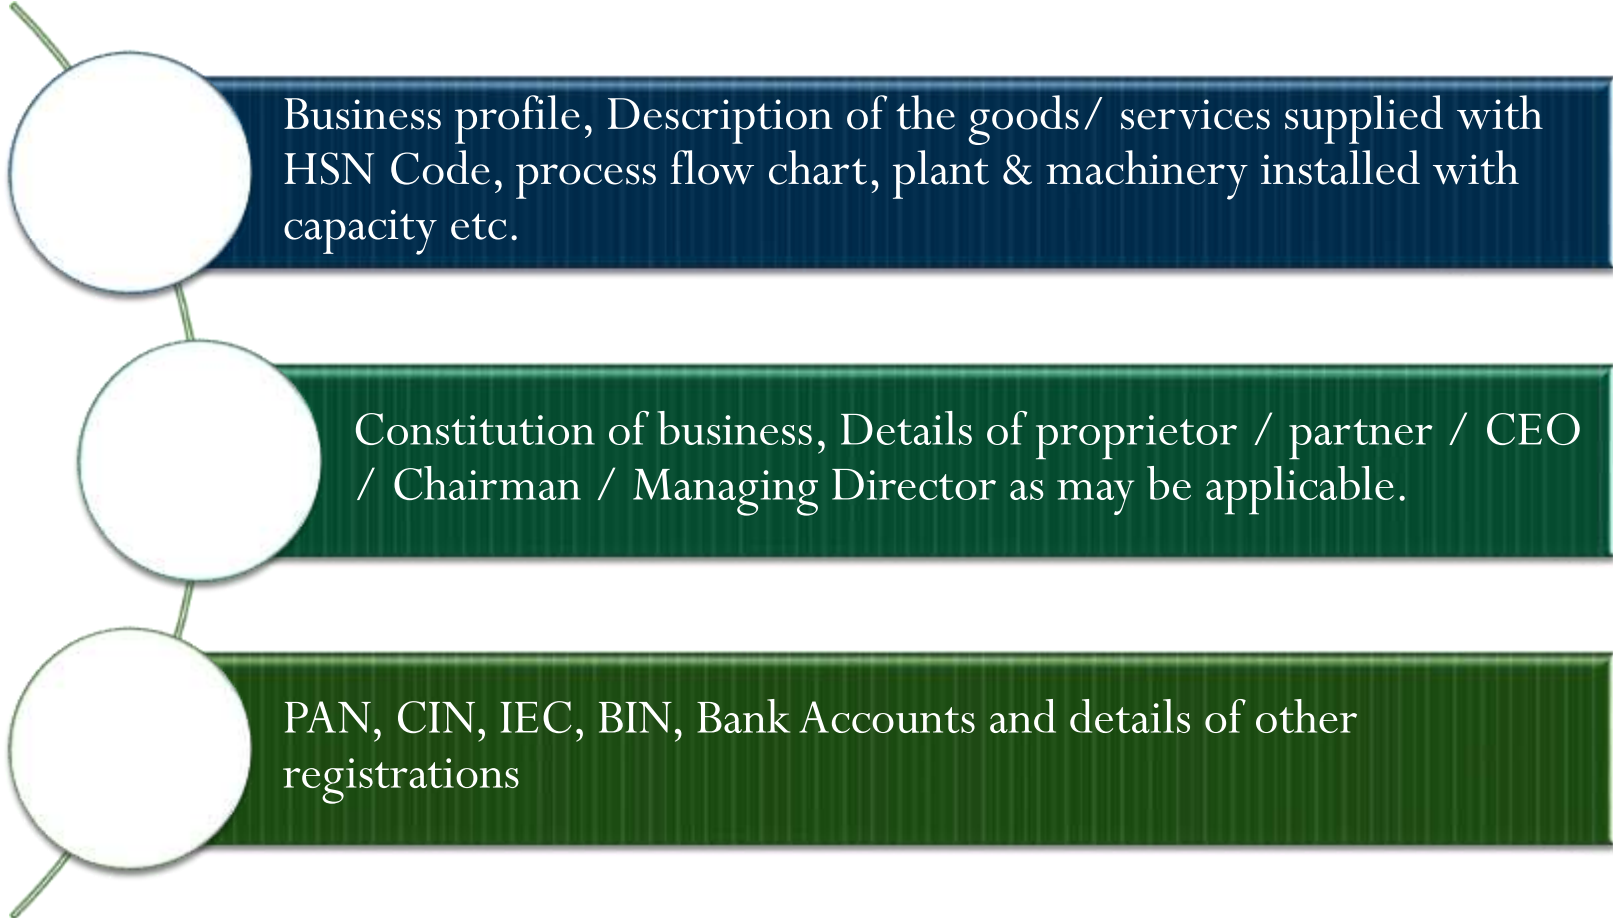 Business profile, Description of the goods/ services supplied with
HSN Code, process flow chart, plant & machinery installed with
capacity etc.
Constitution of business, Details of proprietor / partner / CEO
/ Chairman / Managing Director as may be applicable.
PAN, CIN, IEC, BIN, Bank Accounts and details of other
registrations